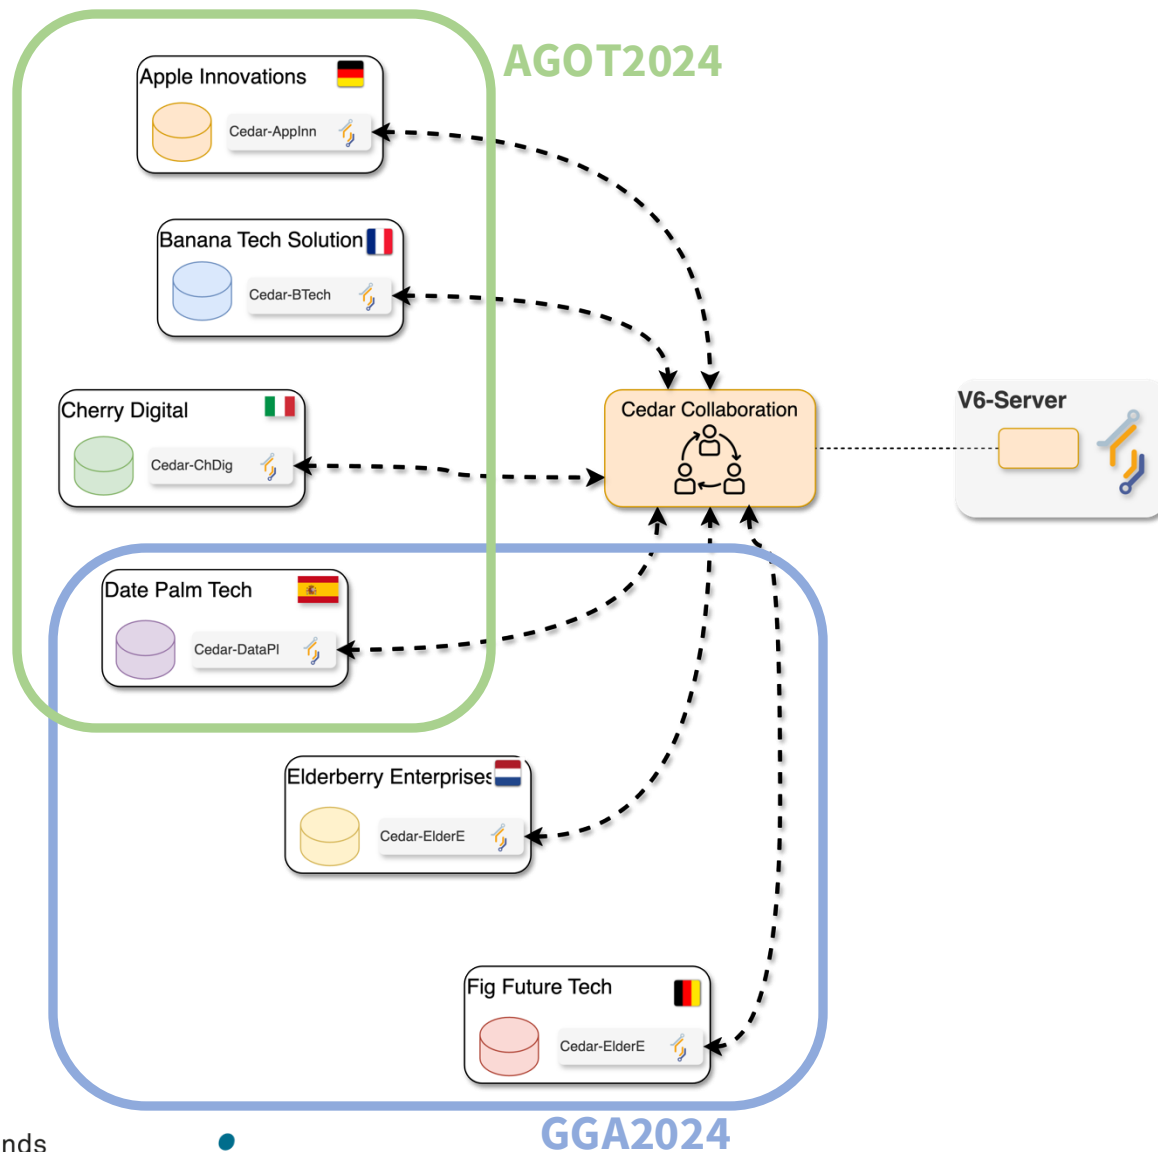 AGOT2024
Apple Innovations
Cedar-AppInn
Banana Tech Solution
Cedar-BTech
Cherry Digital
Cedar-ChDig
Cedar Collaboration
V6-Server
Date Palm Tech
Cedar-DataPl
Elderberry Enterprises
Cedar-ElderE
Fig Future Tech
Cedar-ElderE
GGA2024
nds